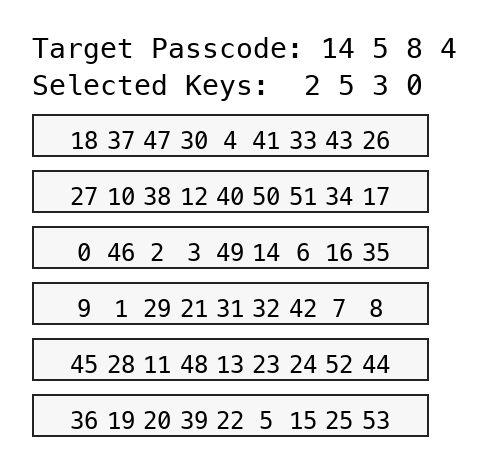 Target Passcode: 14 5 8 4
Selected Keys: 2 5 3 0
18 37 47 30 4 41 33 43 26
27 10 38 12 40 50 51 34 17
0 46 2 3 49 14 6 16 35
9 1 29 21 31 32 42 7 8
45 28 11 48 13 23 24 52 44
36 19 20 39 22 5 15 25 53